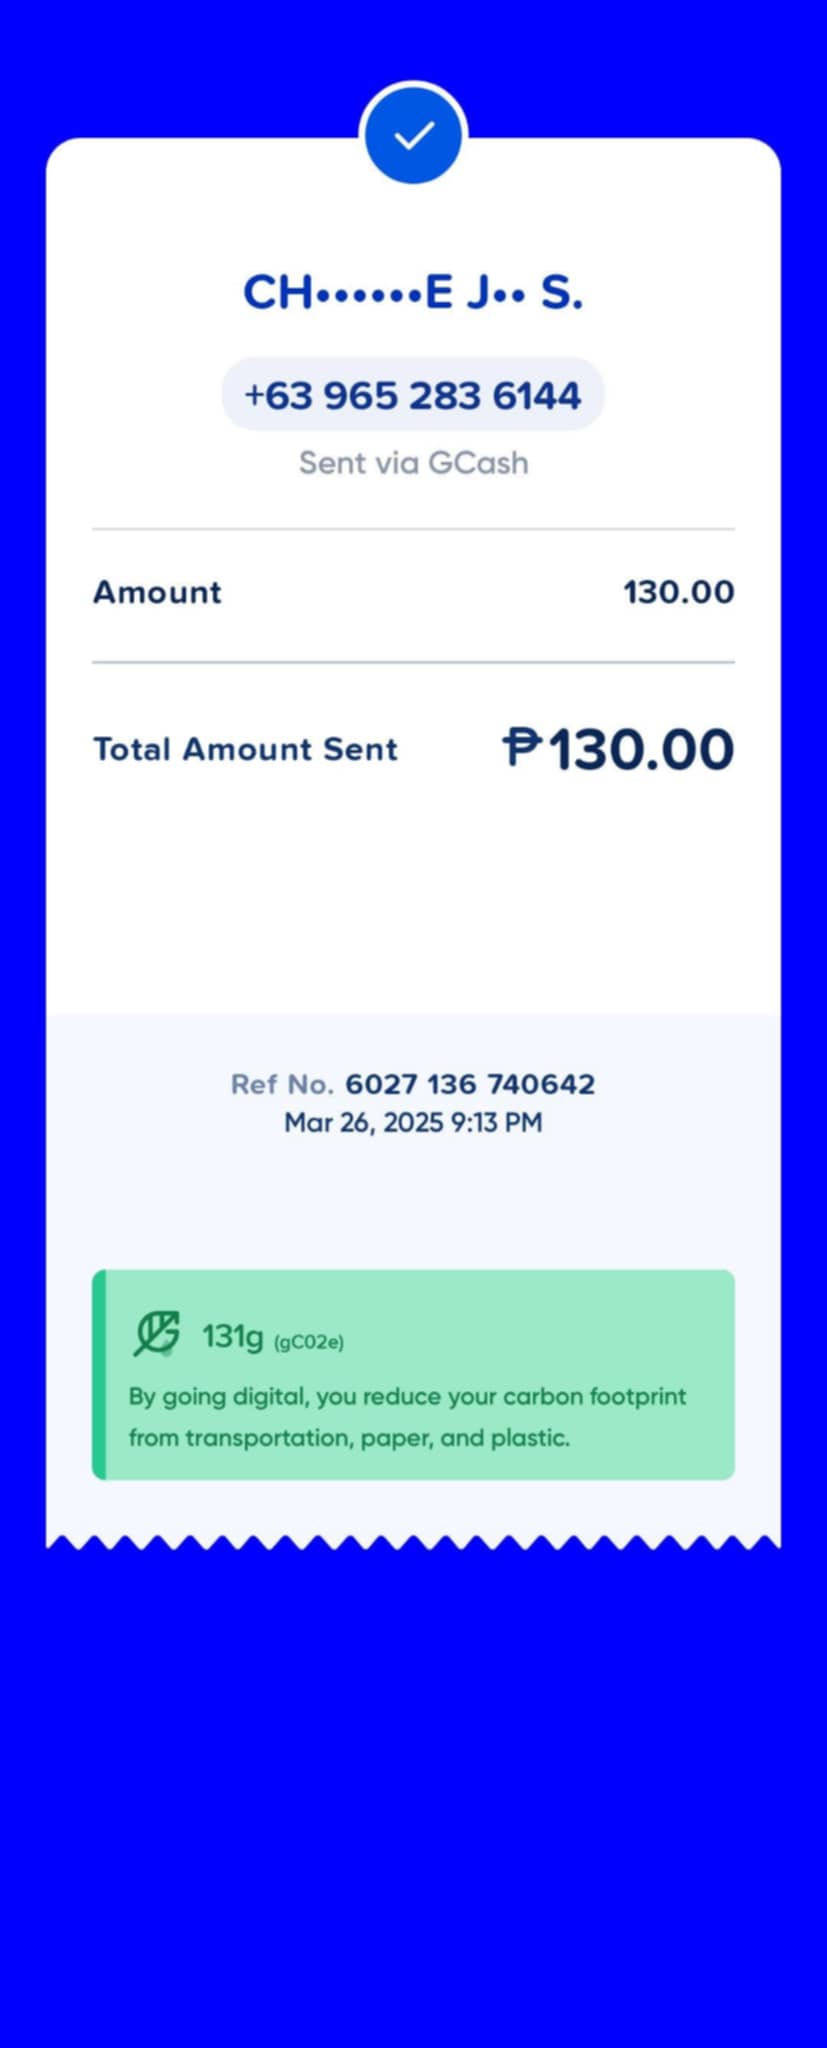 CH••••••E J•• S.
+63 965 283 6144
Sent via GCash
Amount 130.00
Total Amount Sent ₱130.00
Ref No. 6027 136 740642
Mar 26, 2025 9:13 PM
131g (gC02e)
By going digital, you reduce your carbon footprint
from transportation, paper, and plastic.